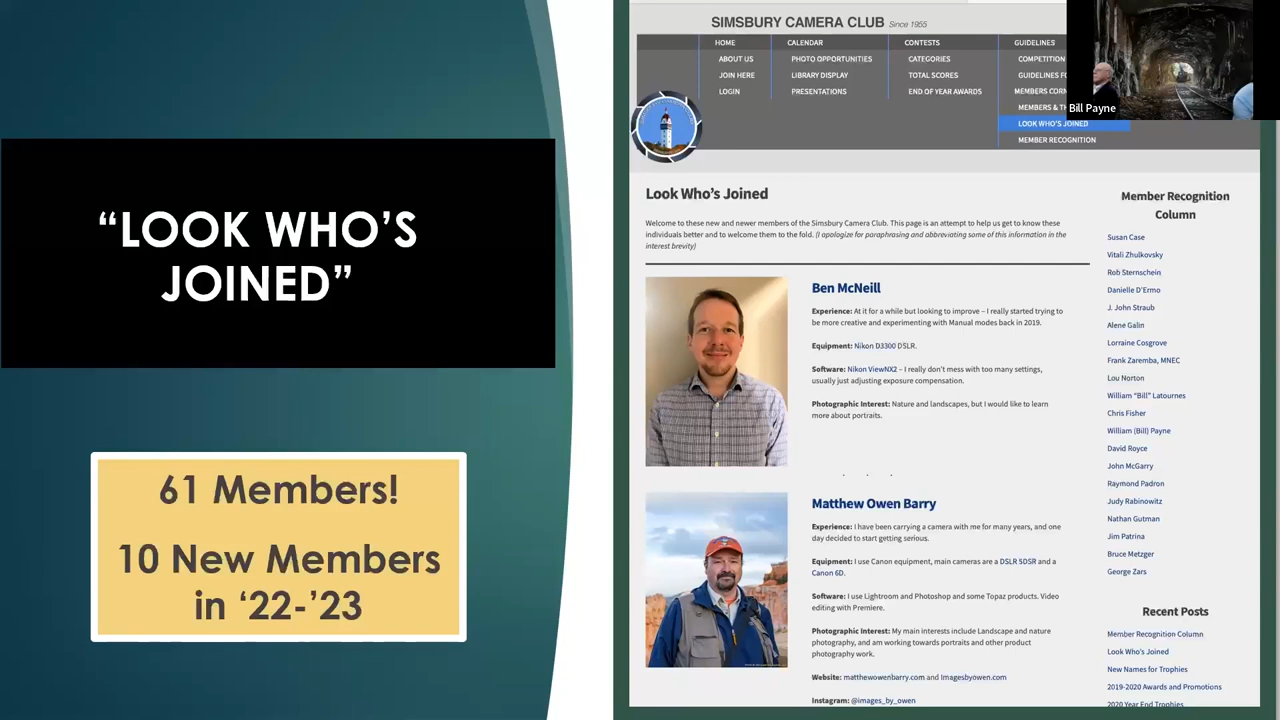 “LOOK WHO’S
JOINED”
61 Members!
10 New Members
in ‘22-’23
SIMSBURY CAMERA CLUB Since 1955
HOME
ABOUT US
JOIN HERE
LOGIN
CALENDAR
PHOTO OPPORTUNITIES
LIBRARY DISPLAY
PRESENTATIONS
CONTESTS
CATEGORIES
TOTAL SCORES
END OF YEAR AWARDS
GUIDELINES
COMPETITION
GUIDELINES
MEMBERS
MEMBERS &
LOOK WHO'S JOINED
MEMBER RECOGNITION
Bill Payne
Look Who’s Joined
Welcome to these new and newer members of the Simsbury Camera Club. This page is an attempt to help us get to know these
individuals better and to welcome them to the fold. (I apologize for paraphrasing and abbreviating some of this information in the
interest brevity)
Ben McNeill
Experience: At it for a while but looking to improve – I really started trying to
be more creative and experimenting with Manual modes back in 2019.
Equipment: Nikon D3300 DSLR.
Software: Nikon ViewNX2 – I really don’t mess with too many settings,
usually just adjusting exposure compensation.
Photographic Interest: Nature and landscapes, but I would like to learn
more about portraits.
. . .
Matthew Owen Barry
Experience: I have been carrying a camera with me for many years, and one
day decided to start getting serious.
Equipment: I use Canon equipment, main cameras are a DSLR 5DSR and a
Canon 6D.
Software: I use Lightroom and Photoshop and some Topaz products. Video
editing with Premiere.
Photographic Interest: My main interests include Landscape and nature
photography, and am working towards portraits and other product
photography work.
Website: matthewowenbarry.com and Imagesbyowen.com
Instagram: @images_by_owen
Member Recognition
Column
Susan Case
Vitali Zhulkovsky
Rob Sternschein
Danielle D’Ermo
J. John Straub
Alene Galin
Lorraine Cosgrove
Frank Zaremba, MNEC
Lou Norton
William “Bill” Latournes
Chris Fisher
William (Bill) Payne
David Royce
John McGarry
Raymond Padron
Judy Rabinowitz
Nathan Gutman
Jim Patrina
Bruce Metzger
George Zars
Recent Posts
Member Recognition Column
Look Who’s Joined
New Names for Trophies
2019-2020 Awards and Promotions
2020 Year End Trophies